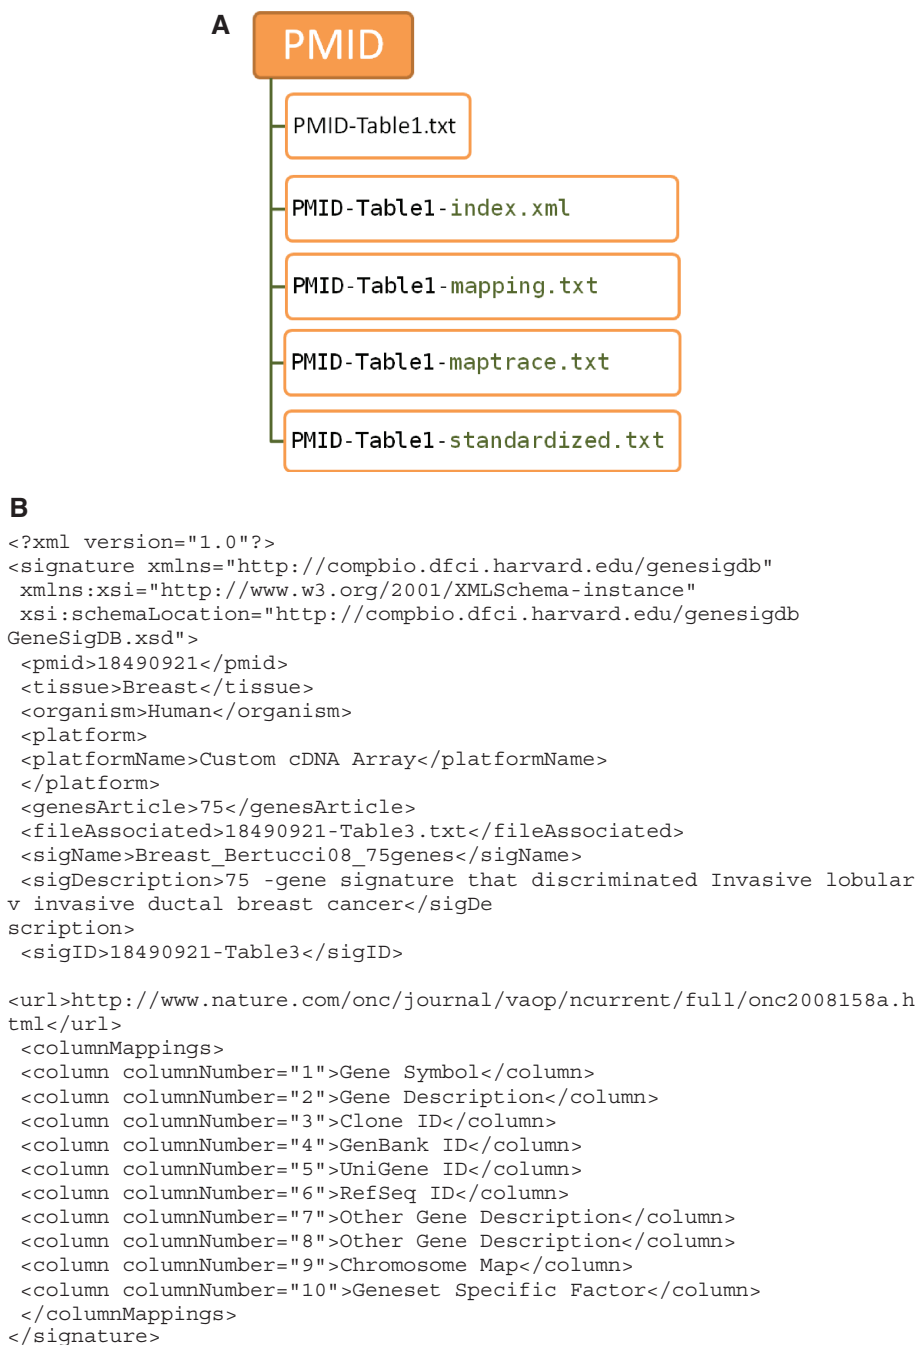 A
PMID
PMID-Table1.txt
PMID-Table1-index.xml
PMID-Table1-mapping.txt
PMID-Table1-maptrace.txt
PMID-Table1-standardized.txt
B
<?xml version="1.0"?>
<signature xmlns="http://compbio.dfci.harvard.edu/genesigdb"
xmlns:xsi="http://www.w3.org/2001/XMLSchema-instance"
xsi:schemaLocation="http://compbio.dfci.harvard.edu/genesigdb
GeneSigDB.xsd">
<pmid>18490921</pmid>
<tissue>Breast</tissue>
<organism>Human</organism>
<platform>
<platformName>Custom cDNA Array</platformName>
</platform>
<genesArticle>75</genesArticle>
<fileAssociated>18490921-Table3.txt</fileAssociated>
<sigName>Breast_Bertucci08_75genes</sigName>
<sigDescription>75 -gene signature that discriminated Invasive lobular
v invasive ductal breast cancer</sigDe
scription>
<sigID>18490921-Table3</sigID>
<url>http://www.nature.com/onc/journal/vaop/ncurrent/full/onc2008158a.h
tml</url>
<columnMappings>
<column columnNumber="1">Gene Symbol</column>
<column columnNumber="2">Gene Description</column>
<column columnNumber="3">Clone ID</column>
<column columnNumber="4">GenBank ID</column>
<column columnNumber="5">UniGene ID</column>
<column columnNumber="6">RefSeq ID</column>
<column columnNumber="7">Other Gene Description</column>
<column columnNumber="8">Other Gene Description</column>
<column columnNumber="9">Chromosome Map</column>
<column columnNumber="10">Geneset Specific Factor</column>
</columnMappings>
</signature>